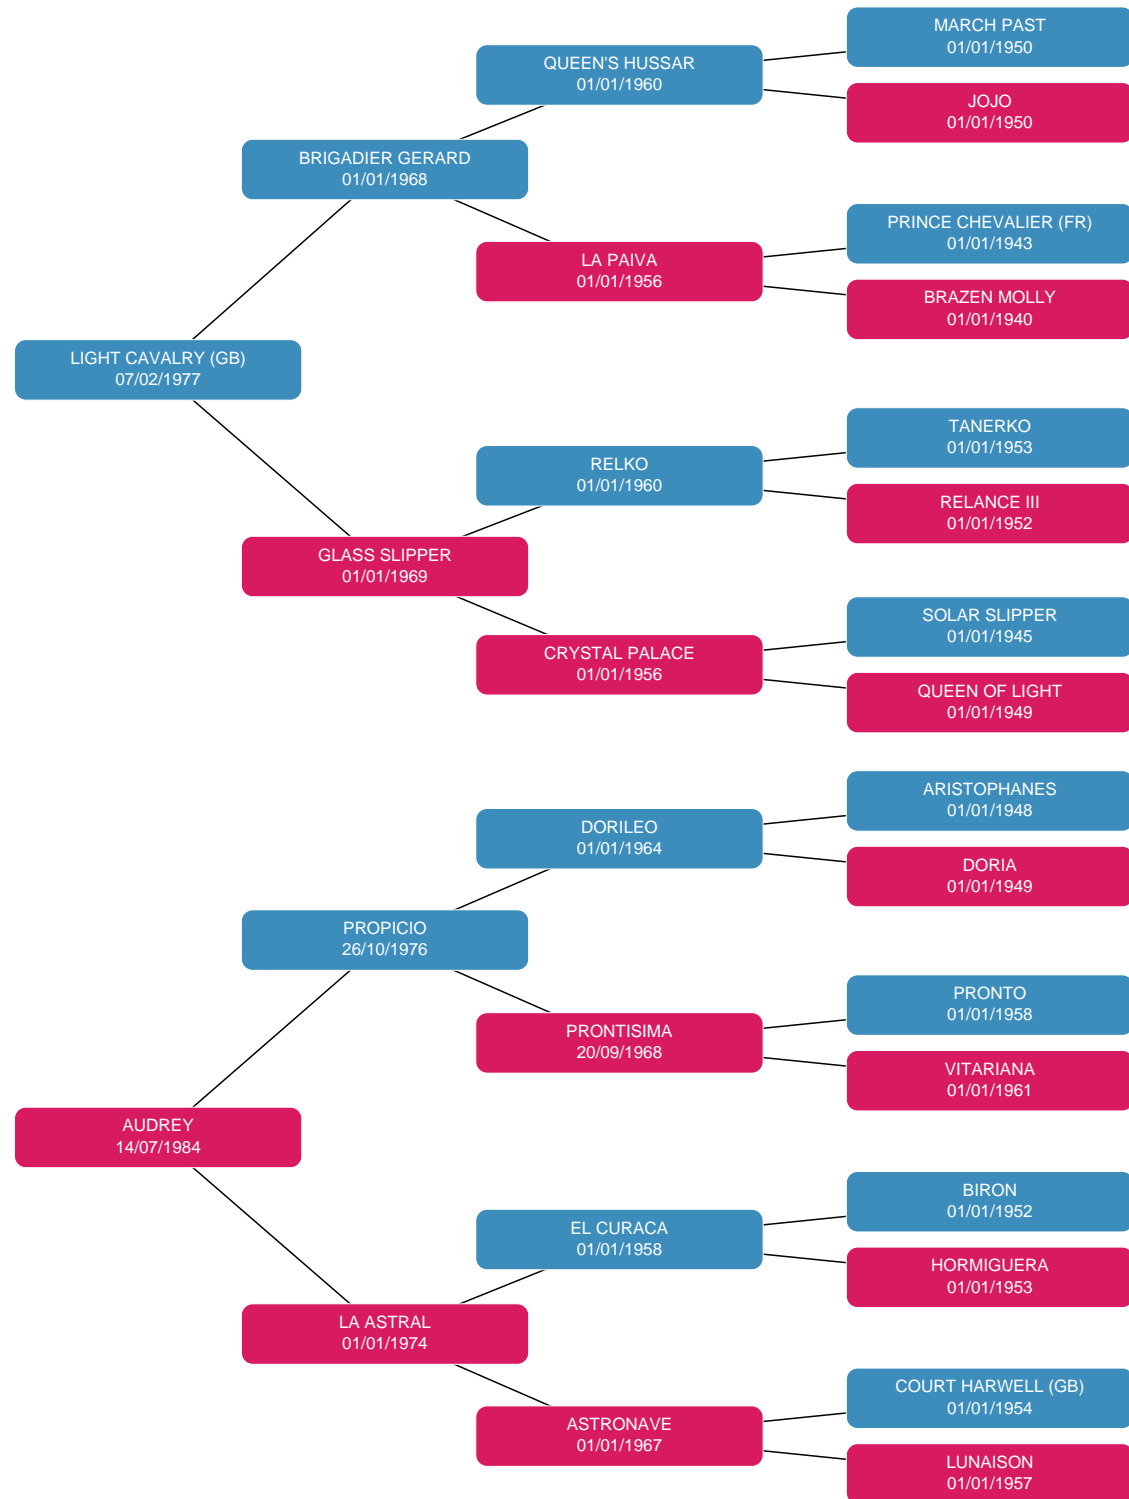 MARCH PAST
01/01/1950
QUEEN'S HUSSAR
01/01/1960
JOJO
01/01/1950
BRIGADIER GERARD
01/01/1968
PRINCE CHEVALIER (FR)
01/01/1943
LA PAIVA
01/01/1956
BRAZEN MOLLY
01/01/1940
LIGHT CAVALRY (GB)
07/02/1977
TANERKO
01/01/1953
RELKO
01/01/1960
RELANCE III
01/01/1952
GLASS SLIPPER
01/01/1969
SOLAR SLIPPER
01/01/1945
CRYSTAL PALACE
01/01/1956
QUEEN OF LIGHT
01/01/1949
ARISTOPHANES
01/01/1948
DORILEO
01/01/1964
DORIA
01/01/1949
PROPICIO
26/10/1976
PRONTO
01/01/1958
PRONTISIMA
20/09/1968
VITARIANA
01/01/1961
AUDREY
14/07/1984
BIRON
01/01/1952
EL CURACA
01/01/1958
HORMIGUERA
01/01/1953
LA ASTRAL
01/01/1974
COURT HARWELL (GB)
01/01/1954
ASTRONAVE
01/01/1967
LUNAISON
01/01/1957